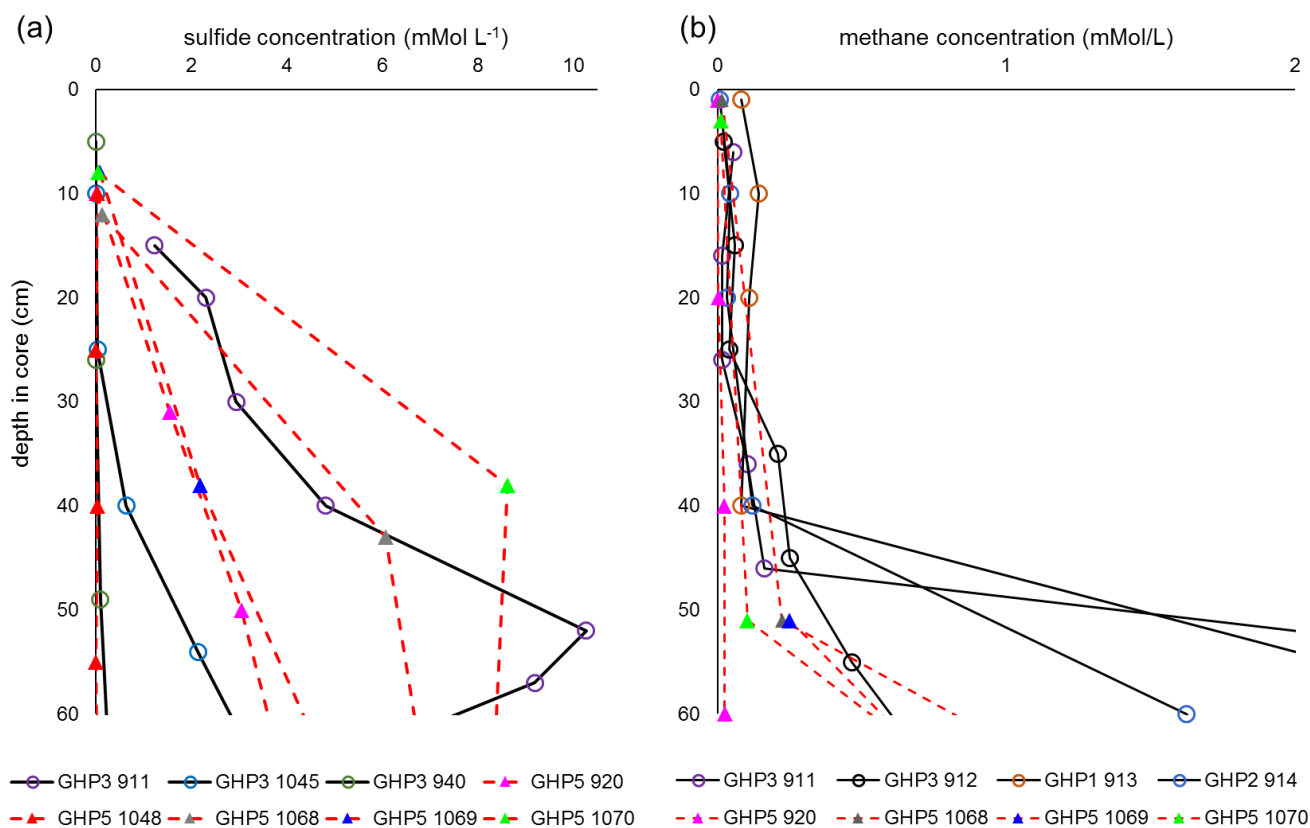 (a)
sulfide concentration (mMol L⁻¹)
0 2 4 6 8 10
depth in core (cm)
0
10
20
30
40
50
60
GHP3 911 GHP3 1045 GHP3 940 GHP5 920
GHP5 1048 GHP5 1068 GHP5 1069 GHP5 1070
(b)
methane concentration (mMol/L)
0 1 2
0
10
20
30
40
50
60
GHP3 911 GHP3 912 GHP1 913 GHP2 914
GHP5 920 GHP5 1068 GHP5 1069 GHP5 1070